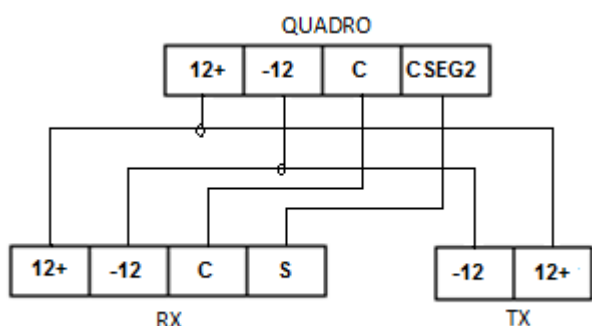 QUADRO
12+ -12 C CSEG2
12+ -12 C S
-12 12+
RX
TX